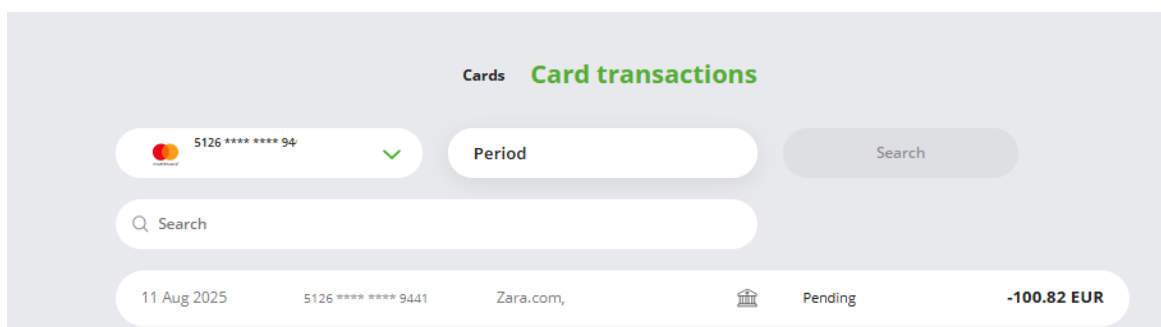 Cards Card transactions
5126 **** **** 94
Period
Search
Search
11 Aug 2025 5126 **** **** 9441 Zara.com, Pending -100.82 EUR